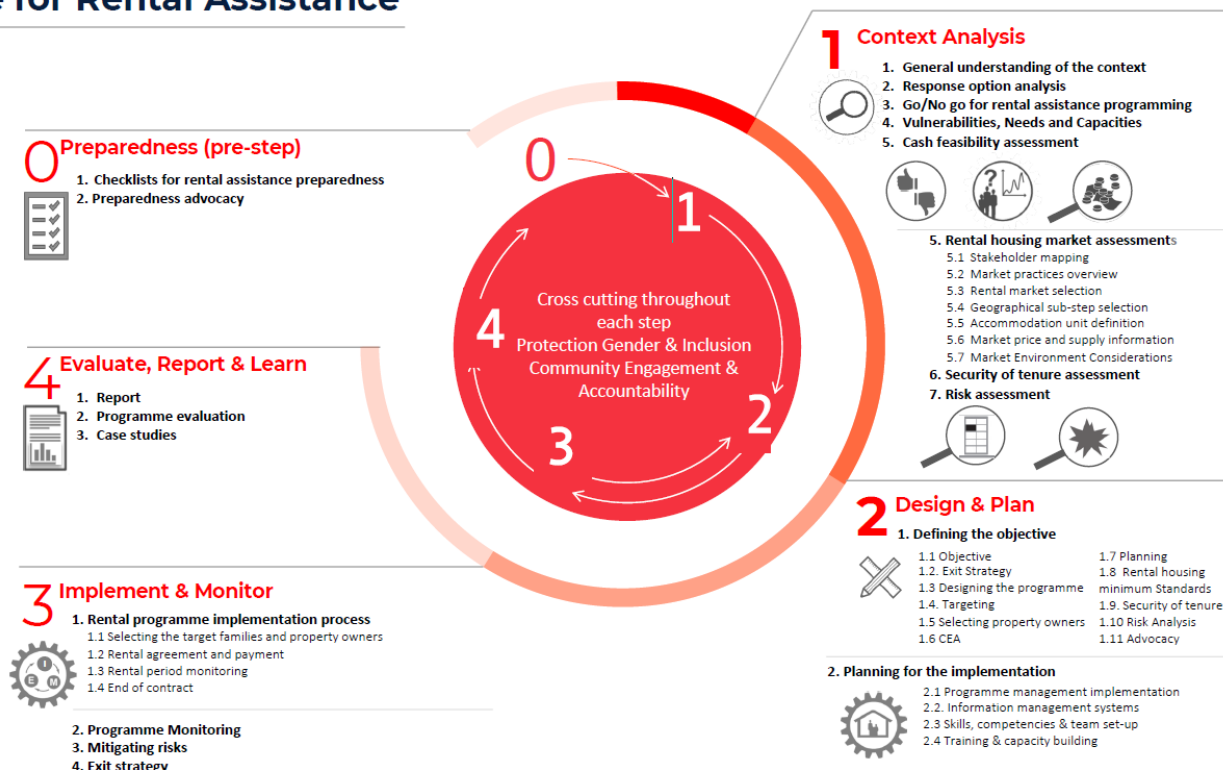 for Rental Assistance
0
Preparedness (pre-step)
1. Checklists for rental assistance preparedness
2. Preparedness advocacy
4
Evaluate, Report & Learn
1. Report
2. Programme evaluation
3. Case studies
3
Implement & Monitor
1. Rental programme implementation process
1.1 Selecting the target families and property owners
1.2 Rental agreement and payment
1.3 Rental period monitoring
1.4 End of contract
I
E
M
2. Programme Monitoring
3. Mitigating risks
4. Exit strategy
0
1
2
3
4
Cross cutting throughout
each step
Protection Gender & Inclusion
Community Engagement &
Accountability
1
Context Analysis
1. General understanding of the context
2. Response option analysis
3. Go/No go for rental assistance programming
4. Vulnerabilities, Needs and Capacities
5. Cash feasibility assessment
?
5. Rental housing market assessments
5.1 Stakeholder mapping
5.2 Market practices overview
5.3 Rental market selection
5.4 Geographical sub-step selection
5.5 Accommodation unit definition
5.6 Market price and supply information
5.7 Market Environment Considerations
6. Security of tenure assessment
7. Risk assessment
2
Design & Plan
1. Defining the objective
1.1 Objective
1.2. Exit Strategy
1.3 Designing the programme
1.4. Targeting
1.5 Selecting property owners
1.6 CEA
1.7 Planning
1.8 Rental housing
minimum Standards
1.9. Security of tenure
1.10 Risk Analysis
1.11 Advocacy
2. Planning for the implementation
2.1 Programme management implementation
2.2. Information management systems
2.3 Skills, competencies & team set-up
2.4 Training & capacity building